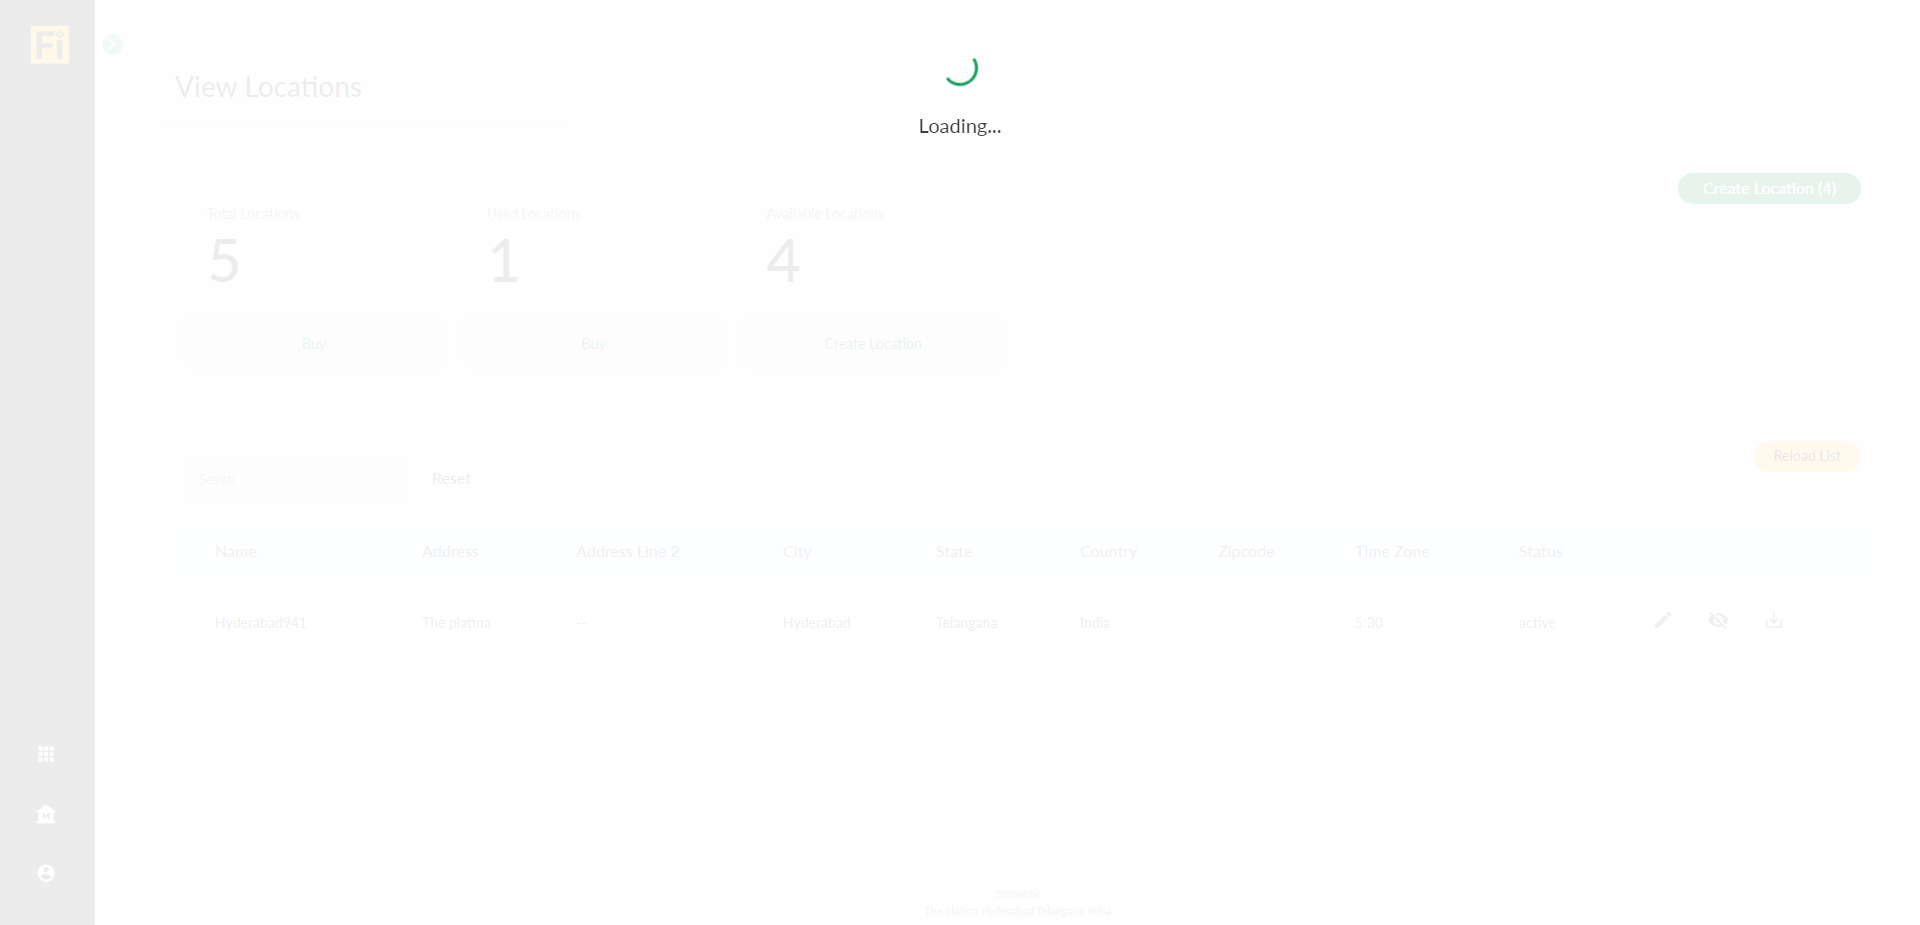 Fi
View Locations
Loading...
Create Location (4)
Total Locations Used Locations Available Locations
5 1 4
Buy Buy Create Location
Reload List
Search Reset
Name Address Address Line 2 City State Country Zipcode Time Zone Status
Hyderabad941 The platina -- Hyderabad Telangana India 5:30 active
zenwork
The platina Hyderabad Telangana India